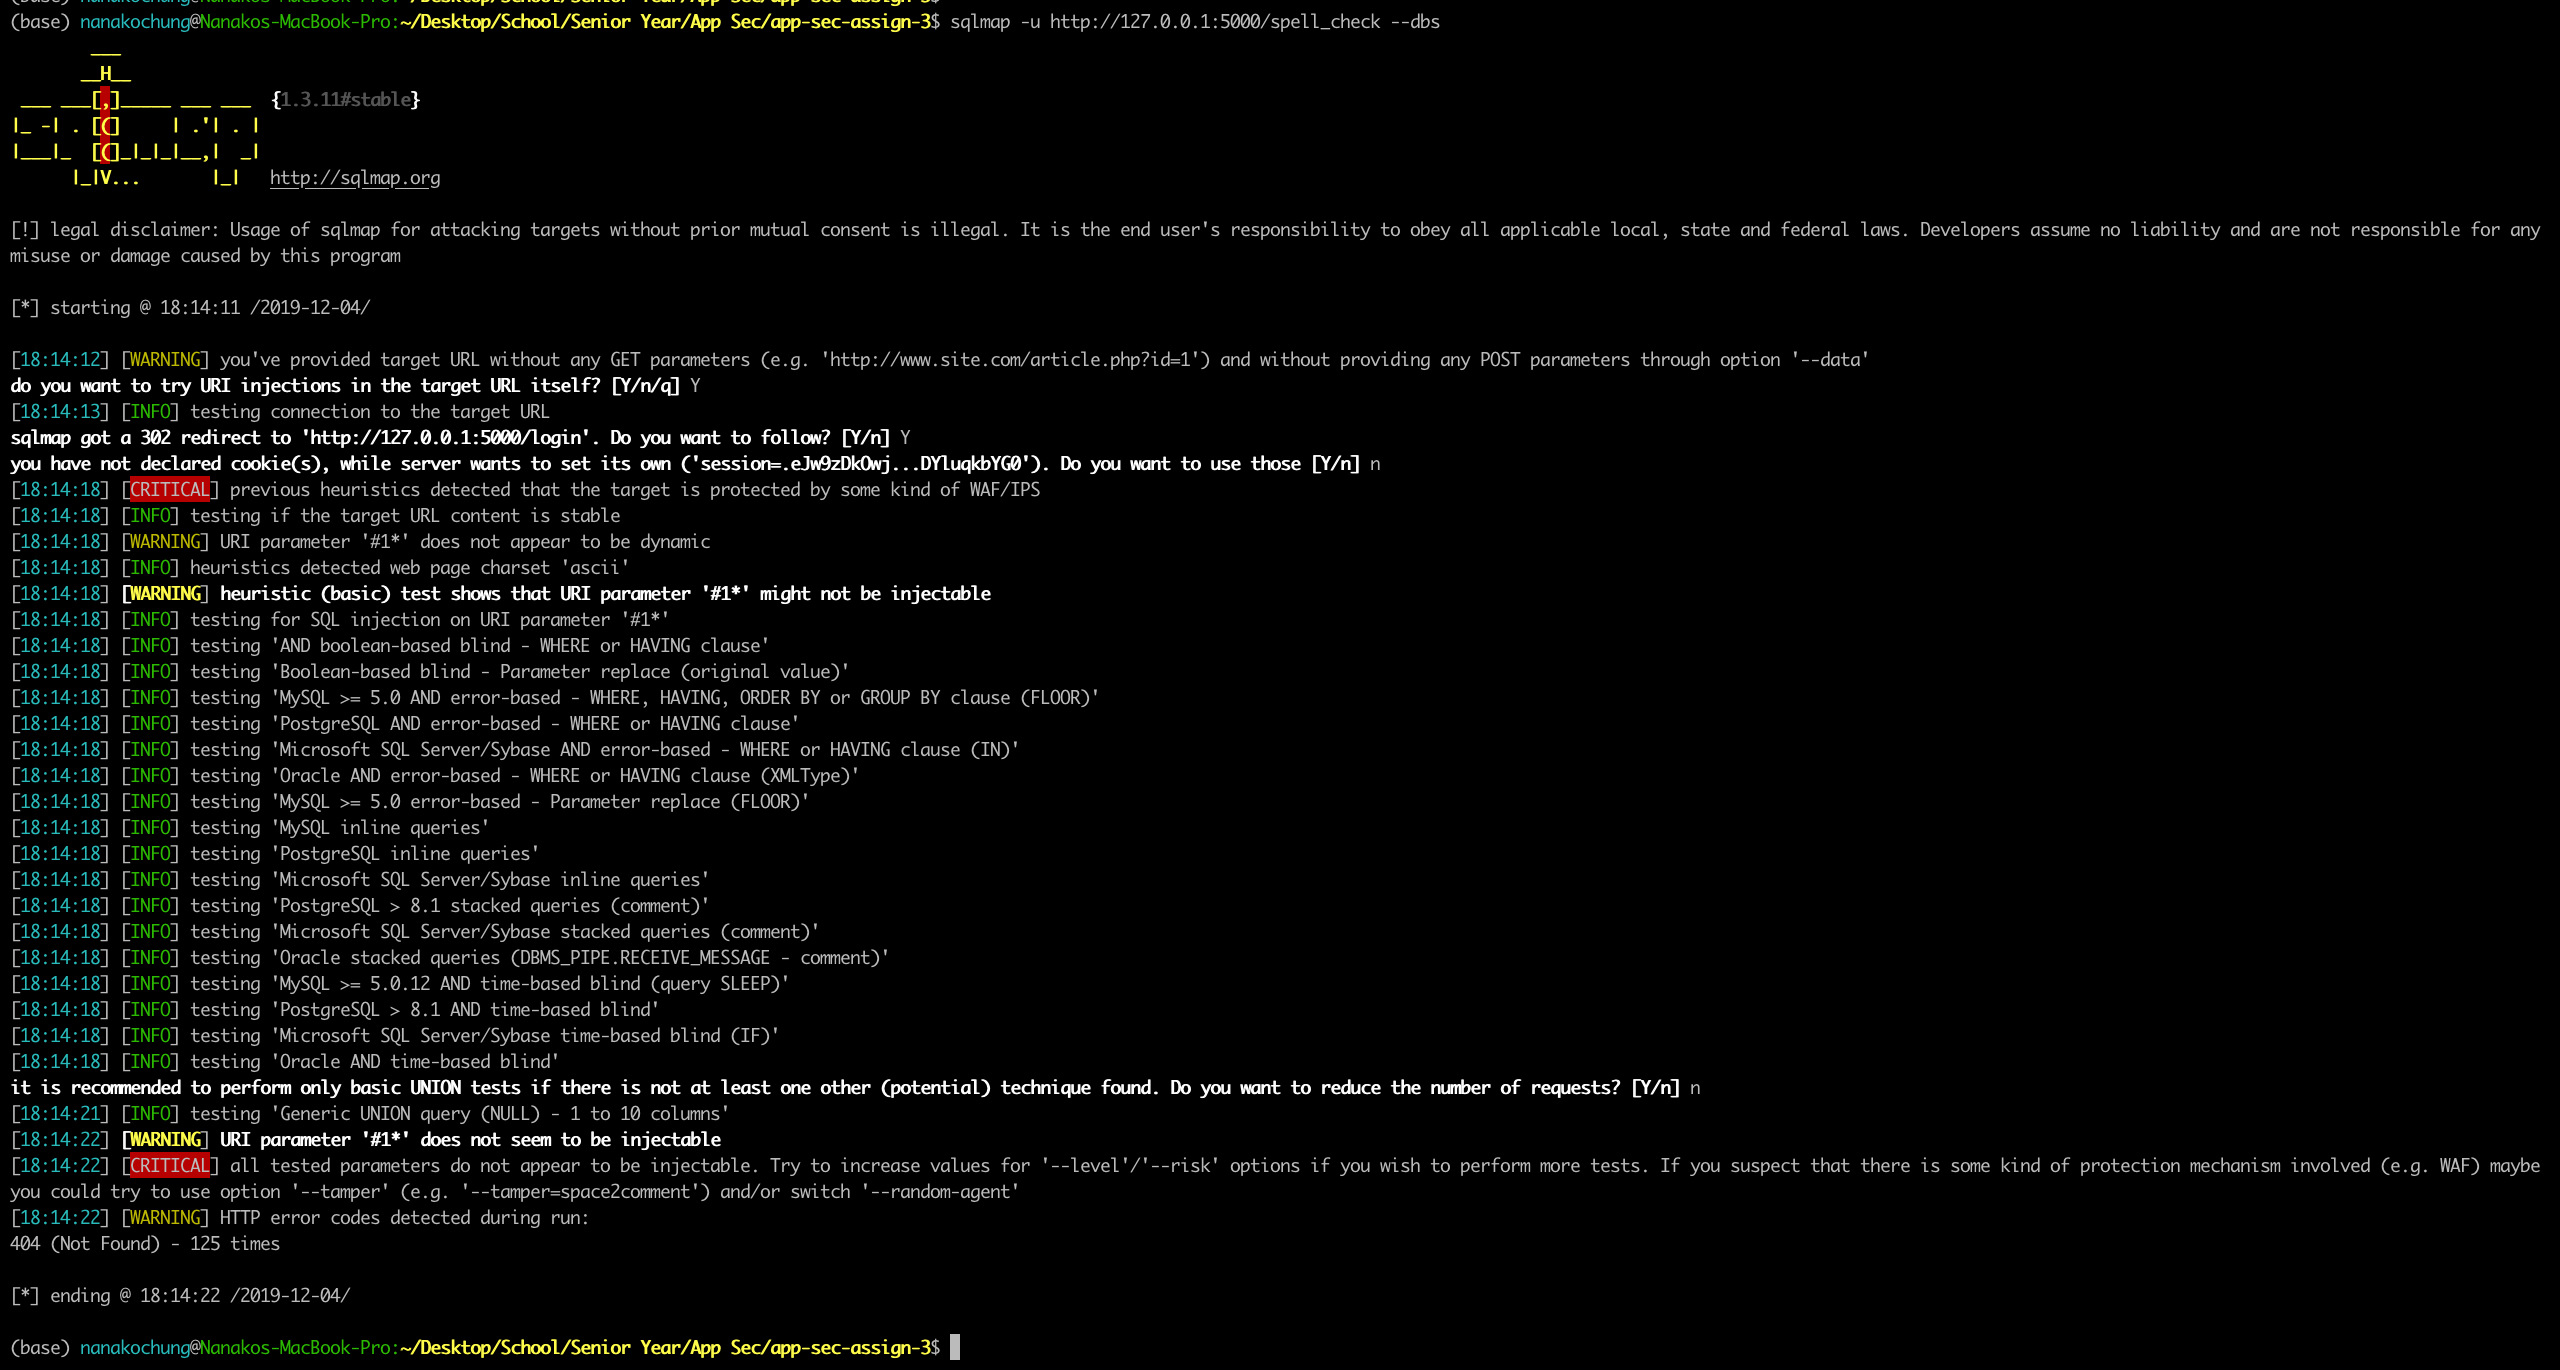 (base) nanakochung@Nanakos-MacBook-Pro:~/Desktop/School/Senior Year/App Sec/app-sec-assign-3$
(base) nanakochung@Nanakos-MacBook-Pro:~/Desktop/School/Senior Year/App Sec/app-sec-assign-3$ sqlmap -u http://127.0.0.1:5000/spell_check --dbs
        ___
       __H__
 ___ ___[,]_____ ___ ___  {1.3.11#stable}
|_ -| . [(]     | .'| . |
|___|_  [(]_|_|_|__,|  _|
      |_|V...       |_|   http://sqlmap.org
[!] legal disclaimer: Usage of sqlmap for attacking targets without prior mutual consent is illegal. It is the end user's responsibility to obey all applicable local, state and federal laws. Developers assume no liability and are not responsible for any
misuse or damage caused by this program
[*] starting @ 18:14:11 /2019-12-04/
[18:14:12] [WARNING] you've provided target URL without any GET parameters (e.g. 'http://www.site.com/article.php?id=1') and without providing any POST parameters through option '--data'
do you want to try URI injections in the target URL itself? [Y/n/q] Y
[18:14:13] [INFO] testing connection to the target URL
sqlmap got a 302 redirect to 'http://127.0.0.1:5000/login'. Do you want to follow? [Y/n] Y
you have not declared cookie(s), while server wants to set its own ('session=.eJw9zDkOwj...DYluqkbYG0'). Do you want to use those [Y/n] n
[18:14:18] [CRITICAL] previous heuristics detected that the target is protected by some kind of WAF/IPS
[18:14:18] [INFO] testing if the target URL content is stable
[18:14:18] [WARNING] URI parameter '#1*' does not appear to be dynamic
[18:14:18] [INFO] heuristics detected web page charset 'ascii'
[18:14:18] [WARNING] heuristic (basic) test shows that URI parameter '#1*' might not be injectable
[18:14:18] [INFO] testing for SQL injection on URI parameter '#1*'
[18:14:18] [INFO] testing 'AND boolean-based blind - WHERE or HAVING clause'
[18:14:18] [INFO] testing 'Boolean-based blind - Parameter replace (original value)'
[18:14:18] [INFO] testing 'MySQL >= 5.0 AND error-based - WHERE, HAVING, ORDER BY or GROUP BY clause (FLOOR)'
[18:14:18] [INFO] testing 'PostgreSQL AND error-based - WHERE or HAVING clause'
[18:14:18] [INFO] testing 'Microsoft SQL Server/Sybase AND error-based - WHERE or HAVING clause (IN)'
[18:14:18] [INFO] testing 'Oracle AND error-based - WHERE or HAVING clause (XMLType)'
[18:14:18] [INFO] testing 'MySQL >= 5.0 error-based - Parameter replace (FLOOR)'
[18:14:18] [INFO] testing 'MySQL inline queries'
[18:14:18] [INFO] testing 'PostgreSQL inline queries'
[18:14:18] [INFO] testing 'Microsoft SQL Server/Sybase inline queries'
[18:14:18] [INFO] testing 'PostgreSQL > 8.1 stacked queries (comment)'
[18:14:18] [INFO] testing 'Microsoft SQL Server/Sybase stacked queries (comment)'
[18:14:18] [INFO] testing 'Oracle stacked queries (DBMS_PIPE.RECEIVE_MESSAGE - comment)'
[18:14:18] [INFO] testing 'MySQL >= 5.0.12 AND time-based blind (query SLEEP)'
[18:14:18] [INFO] testing 'PostgreSQL > 8.1 AND time-based blind'
[18:14:18] [INFO] testing 'Microsoft SQL Server/Sybase time-based blind (IF)'
[18:14:18] [INFO] testing 'Oracle AND time-based blind'
it is recommended to perform only basic UNION tests if there is not at least one other (potential) technique found. Do you want to reduce the number of requests? [Y/n] n
[18:14:21] [INFO] testing 'Generic UNION query (NULL) - 1 to 10 columns'
[18:14:22] [WARNING] URI parameter '#1*' does not seem to be injectable
[18:14:22] [CRITICAL] all tested parameters do not appear to be injectable. Try to increase values for '--level'/'--risk' options if you wish to perform more tests. If you suspect that there is some kind of protection mechanism involved (e.g. WAF) maybe
you could try to use option '--tamper' (e.g. '--tamper=space2comment') and/or switch '--random-agent'
[18:14:22] [WARNING] HTTP error codes detected during run:
404 (Not Found) - 125 times
[*] ending @ 18:14:22 /2019-12-04/
(base) nanakochung@Nanakos-MacBook-Pro:~/Desktop/School/Senior Year/App Sec/app-sec-assign-3$